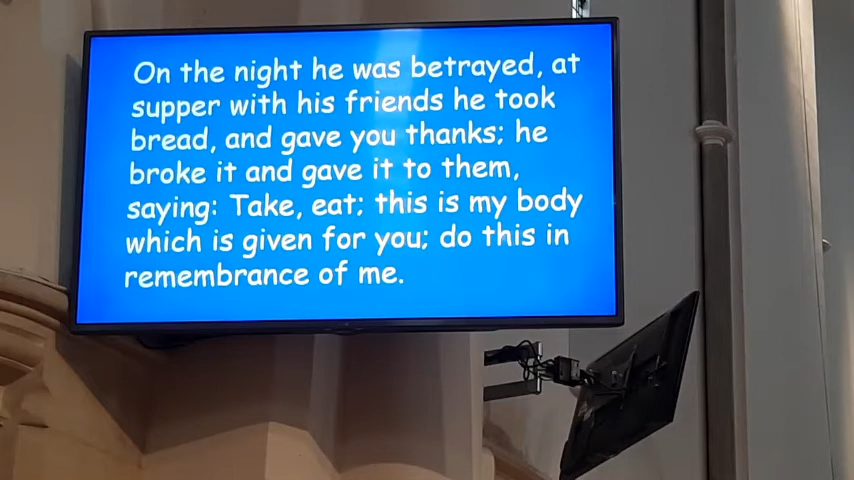 On the night he was betrayed, at
supper with his friends he took
bread, and gave you thanks; he
broke it and gave it to them,
saying: Take, eat; this is my body
which is given for you; do this in
remembrance of me.